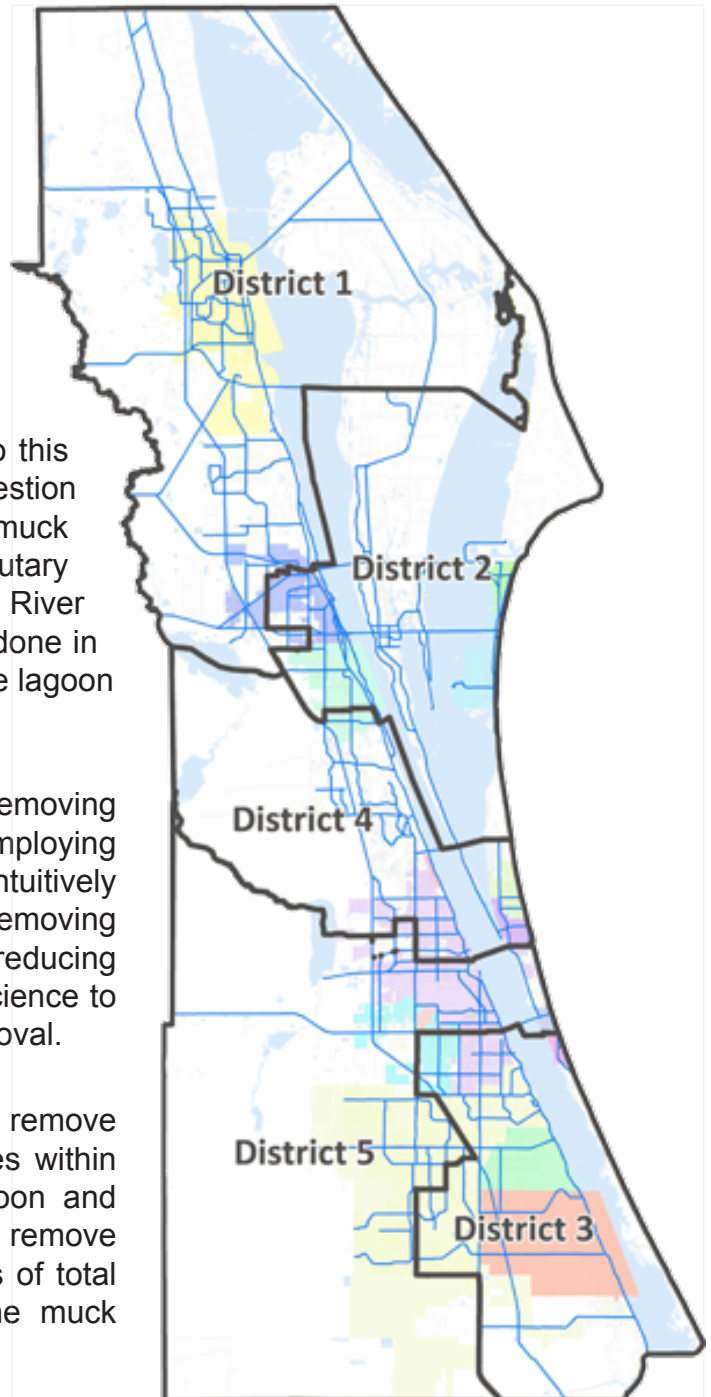 District 1
o this
estion
muck
utary
District 2
River
done in
e lagoon
emoving
District 4
mploying
ntuitively
emoving
reducing
cience to
oval.
remove
District 5
es within
oon and
District 3
remove
s of total
he muck